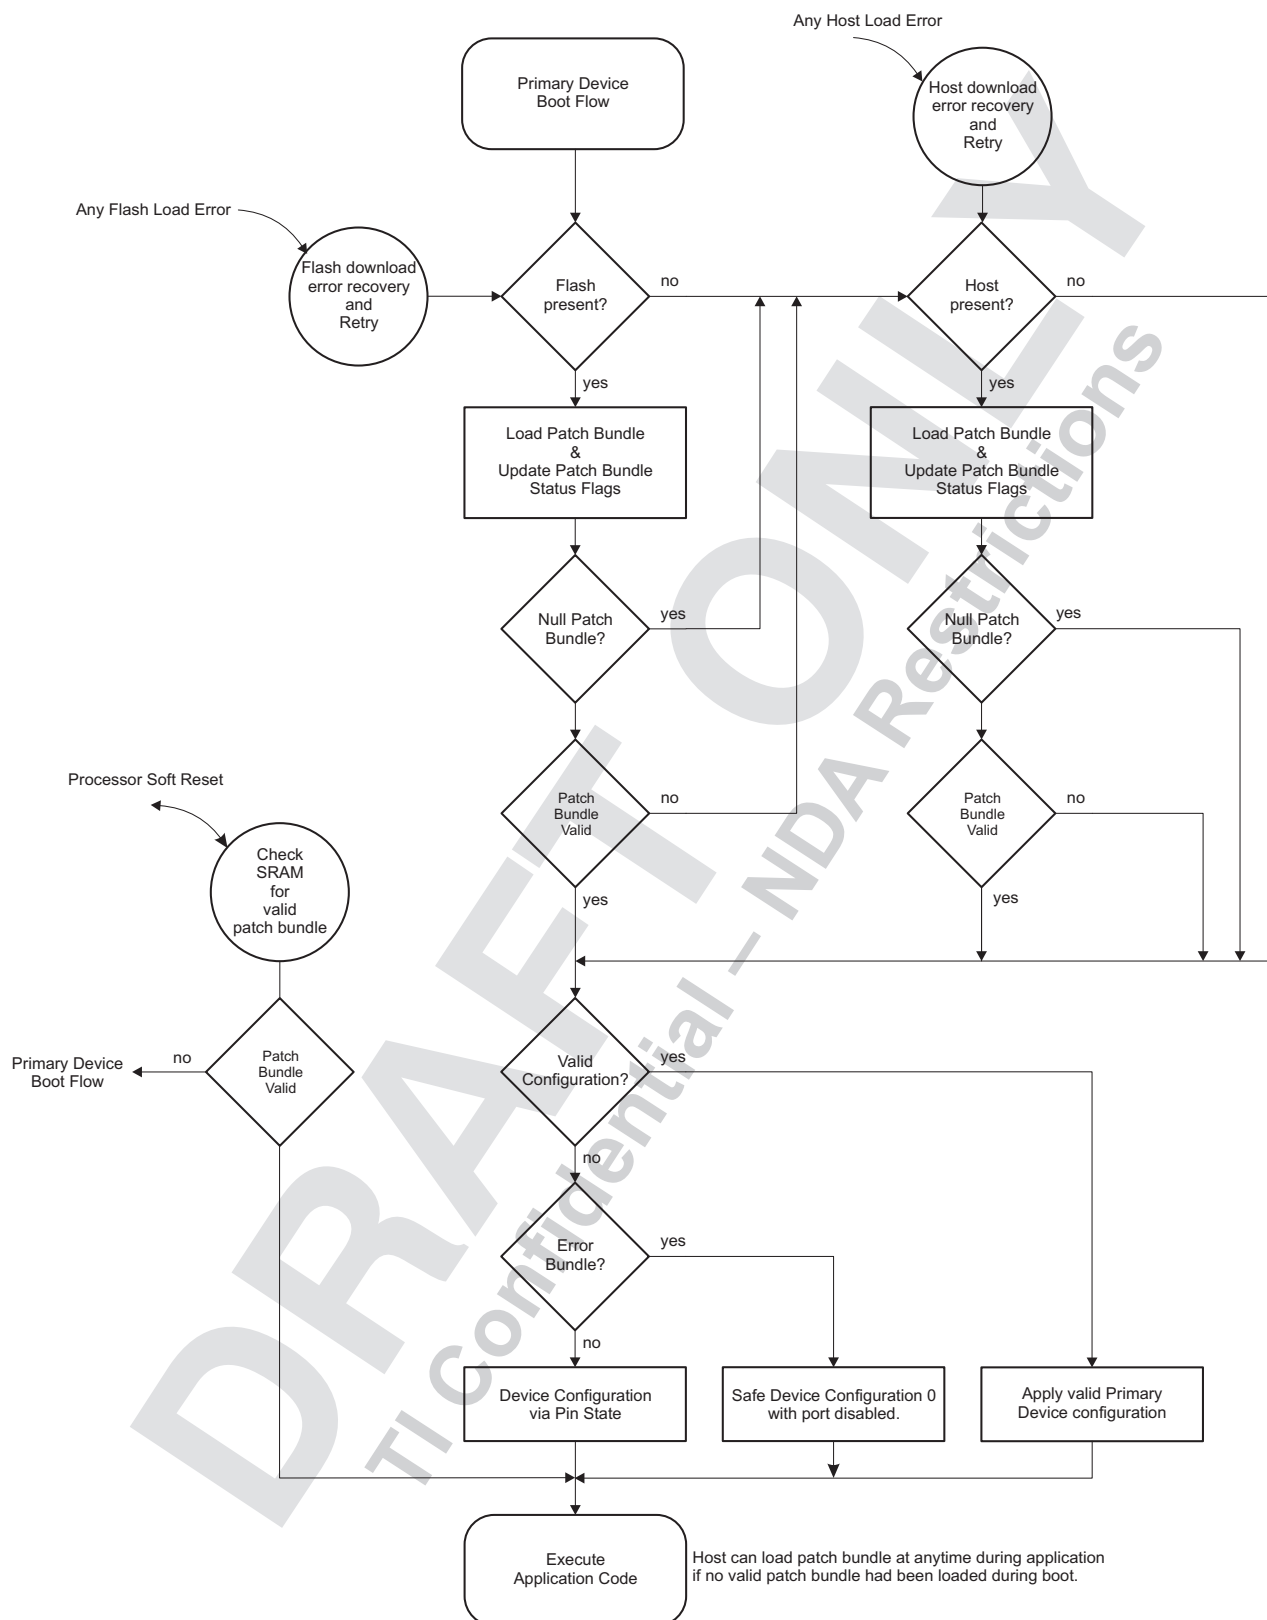 Any Host Load Error
Primary Device
Boot Flow
Host download
error recovery
and
Retry
Any Flash Load Error
Flash download
error recovery
and
Retry
Flash
present?
no
Host
present?
no
yes
yes
Load Patch Bundle
&
Update Patch Bundle
Status Flags
Load Patch Bundle
&
Update Patch Bundle
Status Flags
Null Patch
Bundle?
yes
Null Patch
Bundle?
yes
Processor Soft Reset
Patch
Bundle
Valid
no
Patch
Bundle
Valid
no
Check
SRAM
for
valid
patch bundle
yes
yes
Primary Device
Boot Flow
no
Patch
Bundle
Valid
Valid
Configuration?
yes
no
Error
Bundle?
yes
no
Device Configuration
via Pin State
Safe Device Configuration 0
with port disabled.
Apply valid Primary
Device configuration
Execute
Application Code
Host can load patch bundle at anytime during application
if no valid patch bundle had been loaded during boot.
DRAFT ONLY
TI Confidential – NDA Restrictions